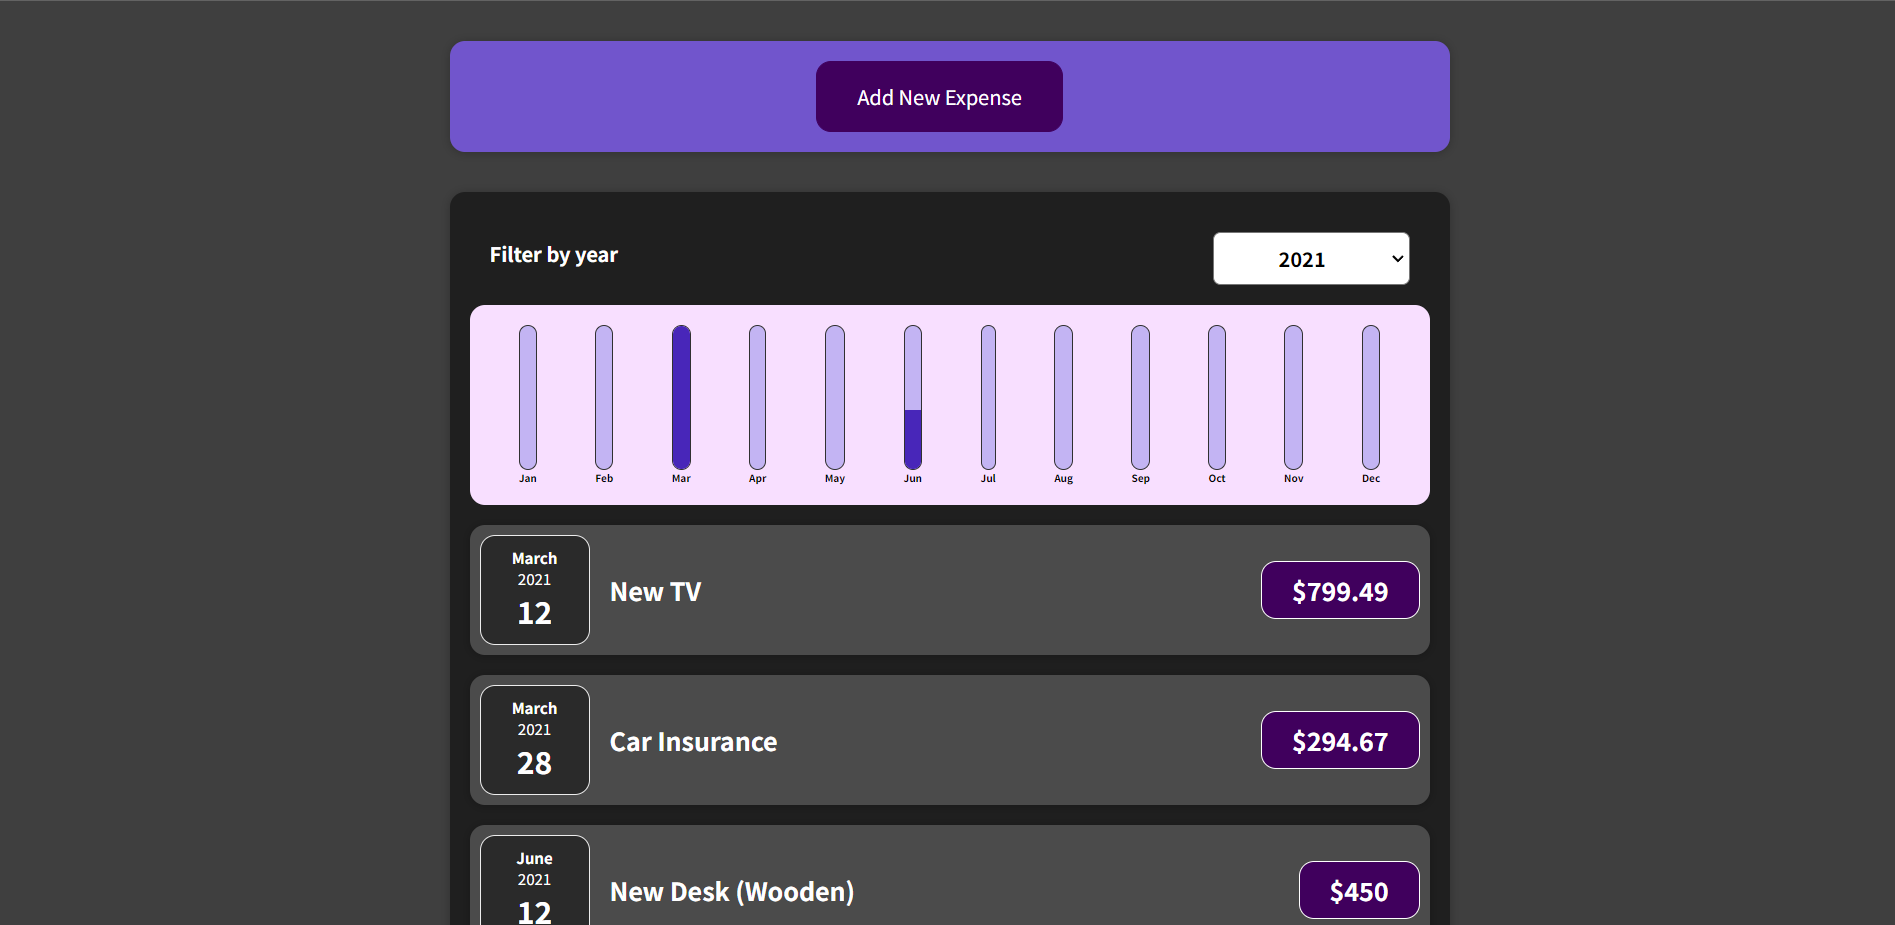 Add New Expense
Filter by year
2021
Jan Feb Mar Apr May Jun Jul Aug Sep Oct Nov Dec
March
2021
12
New TV
$799.49
March
2021
28
Car Insurance
$294.67
June
2021
12
New Desk (Wooden)
$450